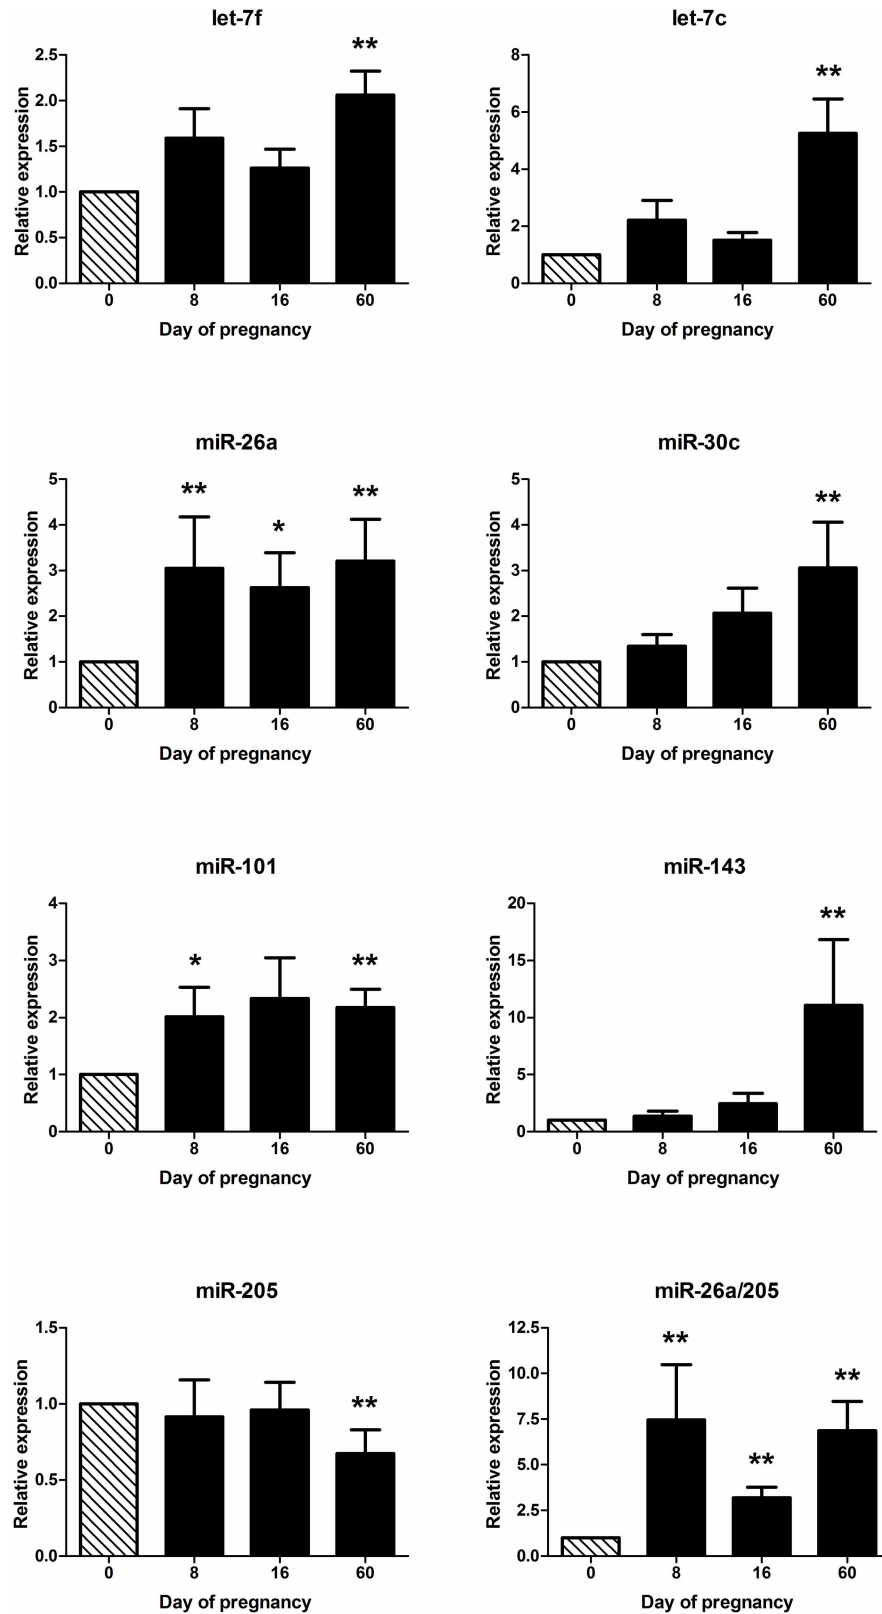 let-7f
**
2.5
2.0
1.5
1.0
0.5
0.0
Relative expression
0 8 16 60
Day of pregnancy
let-7c
**
8
6
4
2
0
Relative expression
0 8 16 60
Day of pregnancy
miR-26a
** * **
5
4
3
2
1
0
Relative expression
0 8 16 60
Day of pregnancy
miR-30c
**
5
4
3
2
1
0
Relative expression
0 8 16 60
Day of pregnancy
miR-101
* **
4
3
2
1
0
Relative expression
0 8 16 60
Day of pregnancy
miR-143
**
20
15
10
5
0
Relative expression
0 8 16 60
Day of pregnancy
miR-205
**
1.5
1.0
0.5
0.0
Relative expression
0 8 16 60
Day of pregnancy
miR-26a/205
** ** **
12.5
10.0
7.5
5.0
2.5
0.0
Relative expression
0 8 16 60
Day of pregnancy